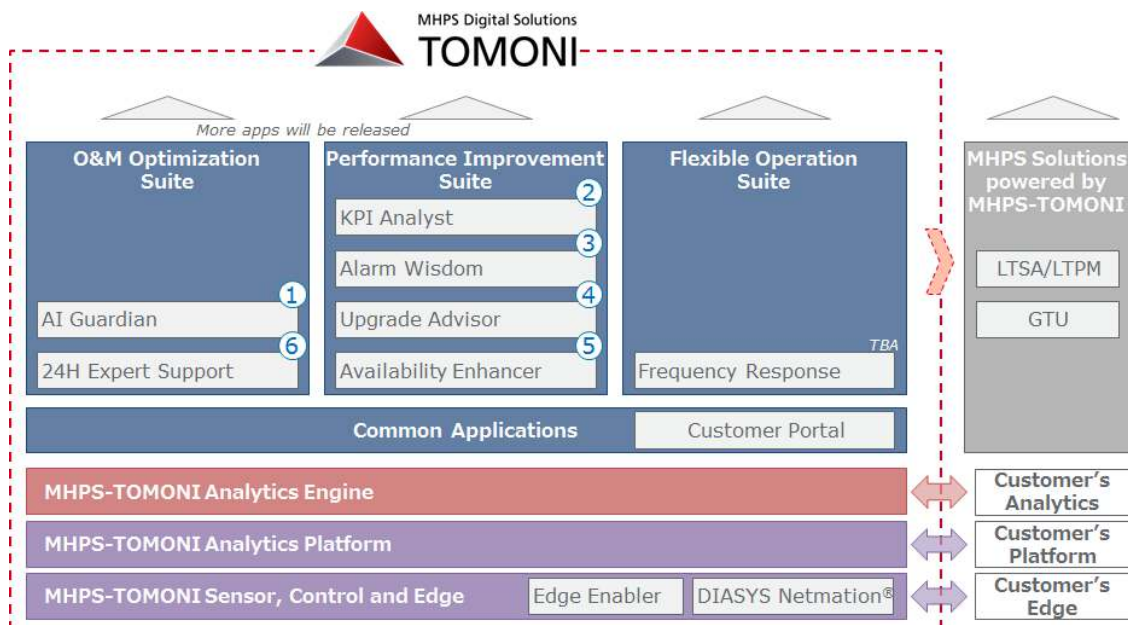 MHPS Digital Solutions
TOMONI
More apps will be released
O&M Optimization
Suite
1
AI Guardian
6
24H Expert Support
Performance Improvement
Suite
2
KPI Analyst
3
Alarm Wisdom
4
Upgrade Advisor
5
Availability Enhancer
Flexible Operation
Suite
TBA
Frequency Response
MHPS Solutions
powered by
MHPS-TOMONI
LTSA/LTPM
GTU
Common Applications
Customer Portal
MHPS-TOMONI Analytics Engine
Customer's
Analytics
MHPS-TOMONI Analytics Platform
Customer's
Platform
MHPS-TOMONI Sensor, Control and Edge
Edge Enabler
DIASYS Netmation®
Customer's
Edge